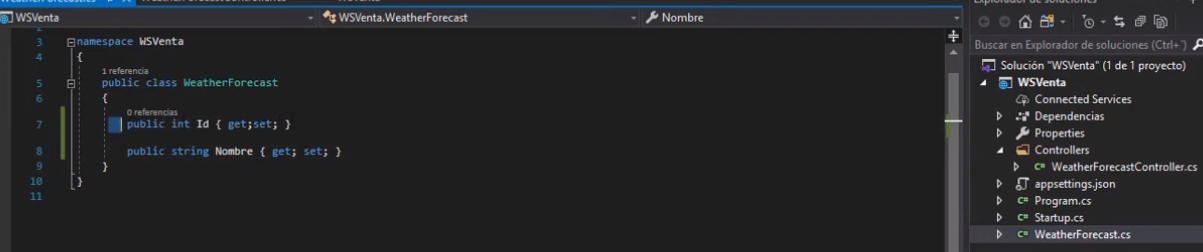 WSVenta
WSVenta.WeatherForecast
Nombre
3 namespace WSVenta
4 {
1 referencia
5 public class WeatherForecast
6 {
0 referencias
7 public int Id { get;set; }
8 public string Nombre { get; set; }
9 }
10 }
11
Explorador de soluciones
Buscar en Explorador de soluciones (Ctrl+')
Solución "WSVenta" (1 de 1 proyecto)
WSVenta
Connected Services
Dependencias
Properties
Controllers
C# WeatherForecastController.cs
appsettings.json
C# Program.cs
C# Startup.cs
C# WeatherForecast.cs